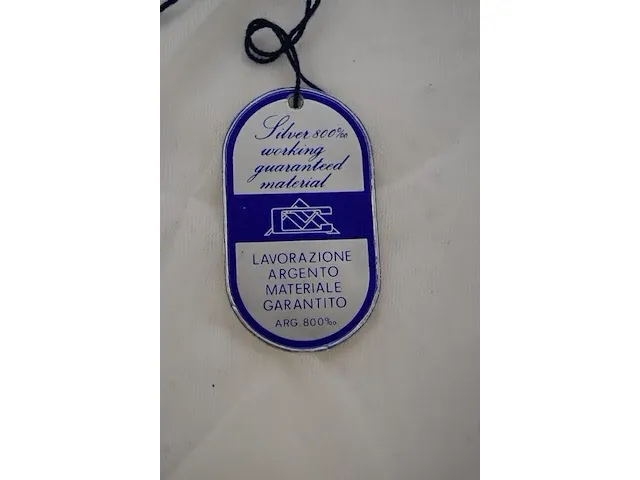 Silver 800‰
working
guaranteed
material
LAVORAZIONE
ARGENTO
MATERIALE
GARANTITO
ARG. 800‰